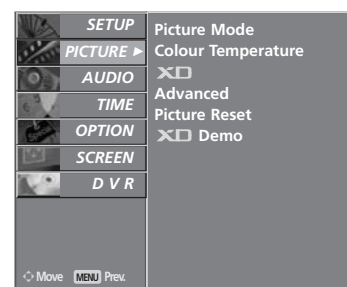 SETUP
PICTURE ►
AUDIO
TIME
OPTION
SCREEN
D V R
Picture Mode
Colour Temperature
XD
Advanced
Picture Reset
XD Demo
Move MENU Prev.